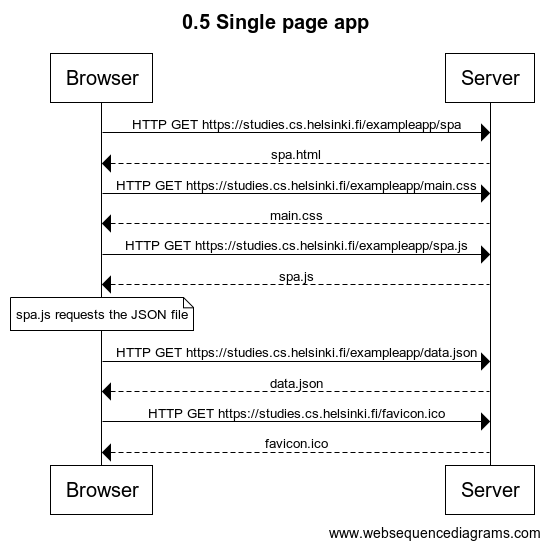 0.5 Single page app
Browser
Server
HTTP GET https://studies.cs.helsinki.fi/exampleapp/spa
spa.html
HTTP GET https://studies.cs.helsinki.fi/exampleapp/main.css
main.css
HTTP GET https://studies.cs.helsinki.fi/exampleapp/spa.js
spa.js
spa.js requests the JSON file
HTTP GET https://studies.cs.helsinki.fi/exampleapp/data.json
data.json
HTTP GET https://studies.cs.helsinki.fi/favicon.ico
favicon.ico
Browser
Server
www.websequencediagrams.com